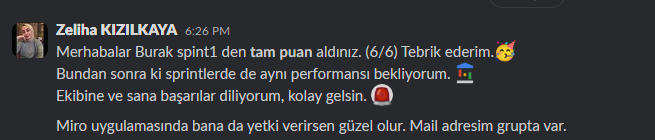 Zeliha KIZILKAYA 6:26 PM
Merhabalar Burak spint1 den tam puan aldınız. (6/6) Tebrik ederim.🥳
Bundan sonra ki sprintlerde de aynı performansı bekliyorum.
Ekibine ve sana başarılar diliyorum, kolay gelsin. 🚨
Miro uygulamasında bana da yetki verirsen güzel olur. Mail adresim grupta var.